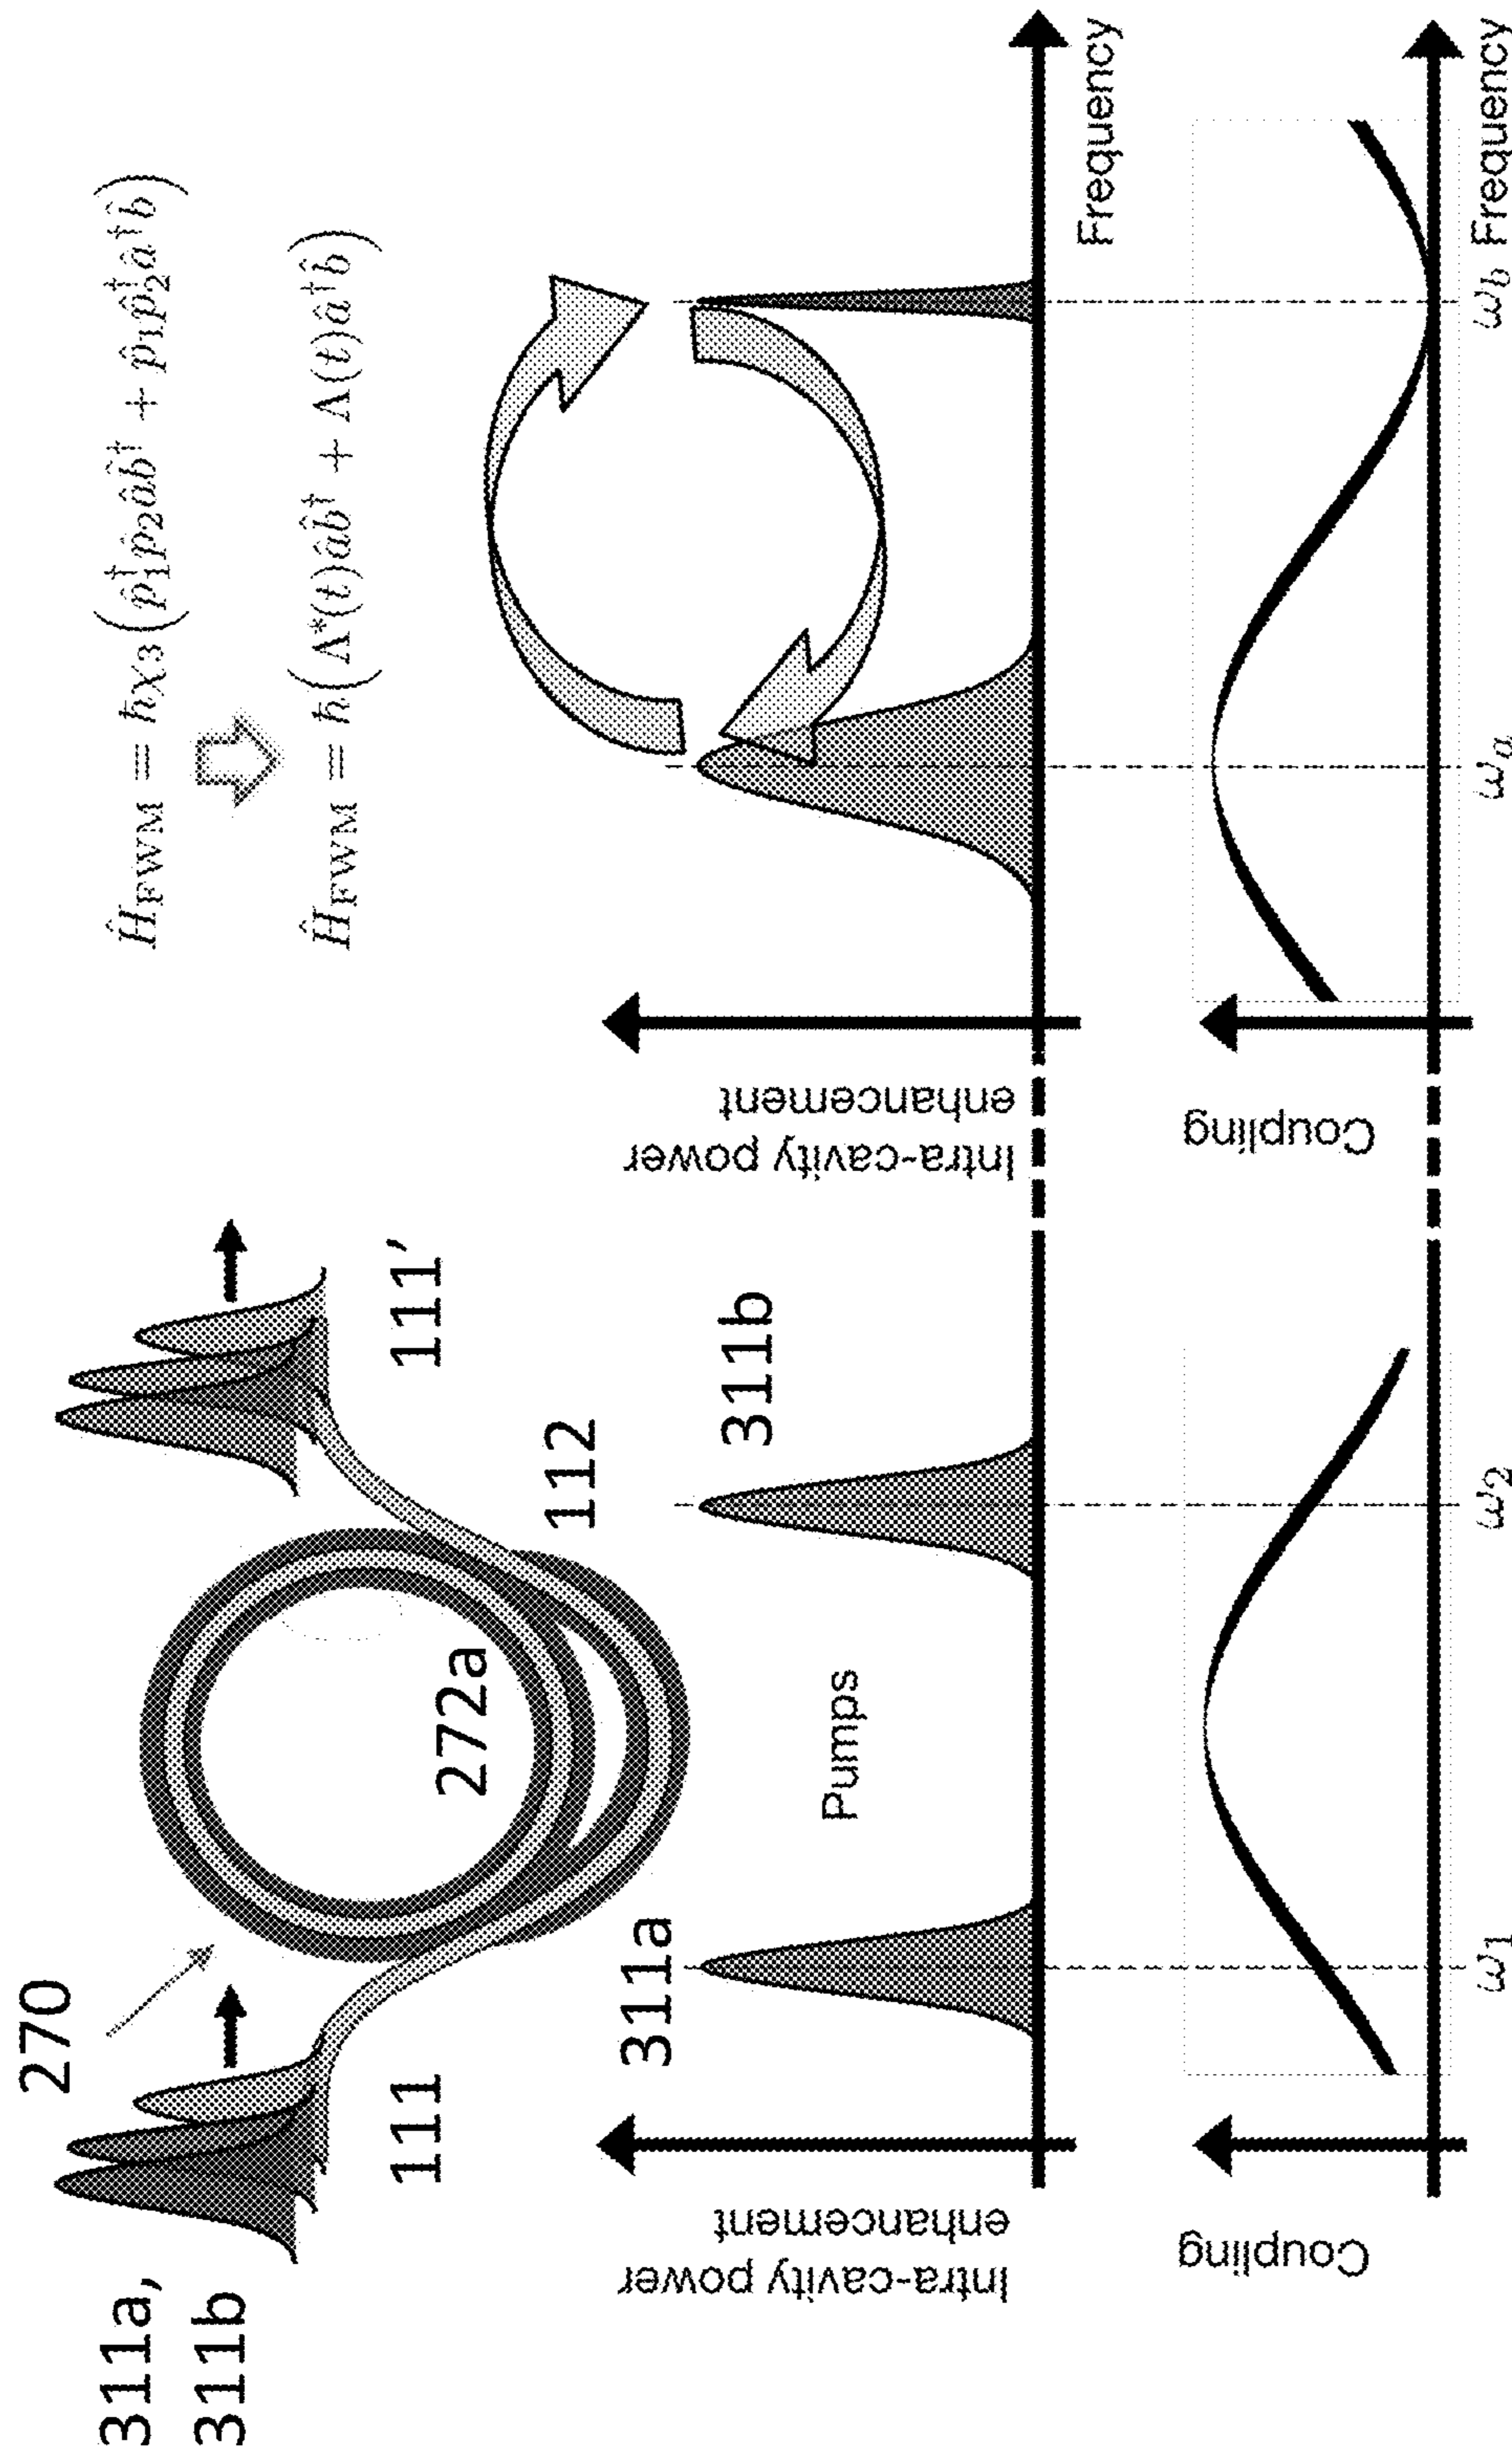 270
311a,
311b
111
272a
112
111′
Ĥ_FWM = ħχ₃(p̂₁†p̂₂âb̂† + p̂₁p̂₂†â†b̂)
Ĥ_FWM = ħ(Λ*(t)âb̂† + Λ(t)â†b̂)
311a
311b
Pumps
Intra-cavity power
enhancement
Intra-cavity power
enhancement
Frequency
Coupling
Coupling
ω₁
ω₂
ωₐ
ω_b
Frequency